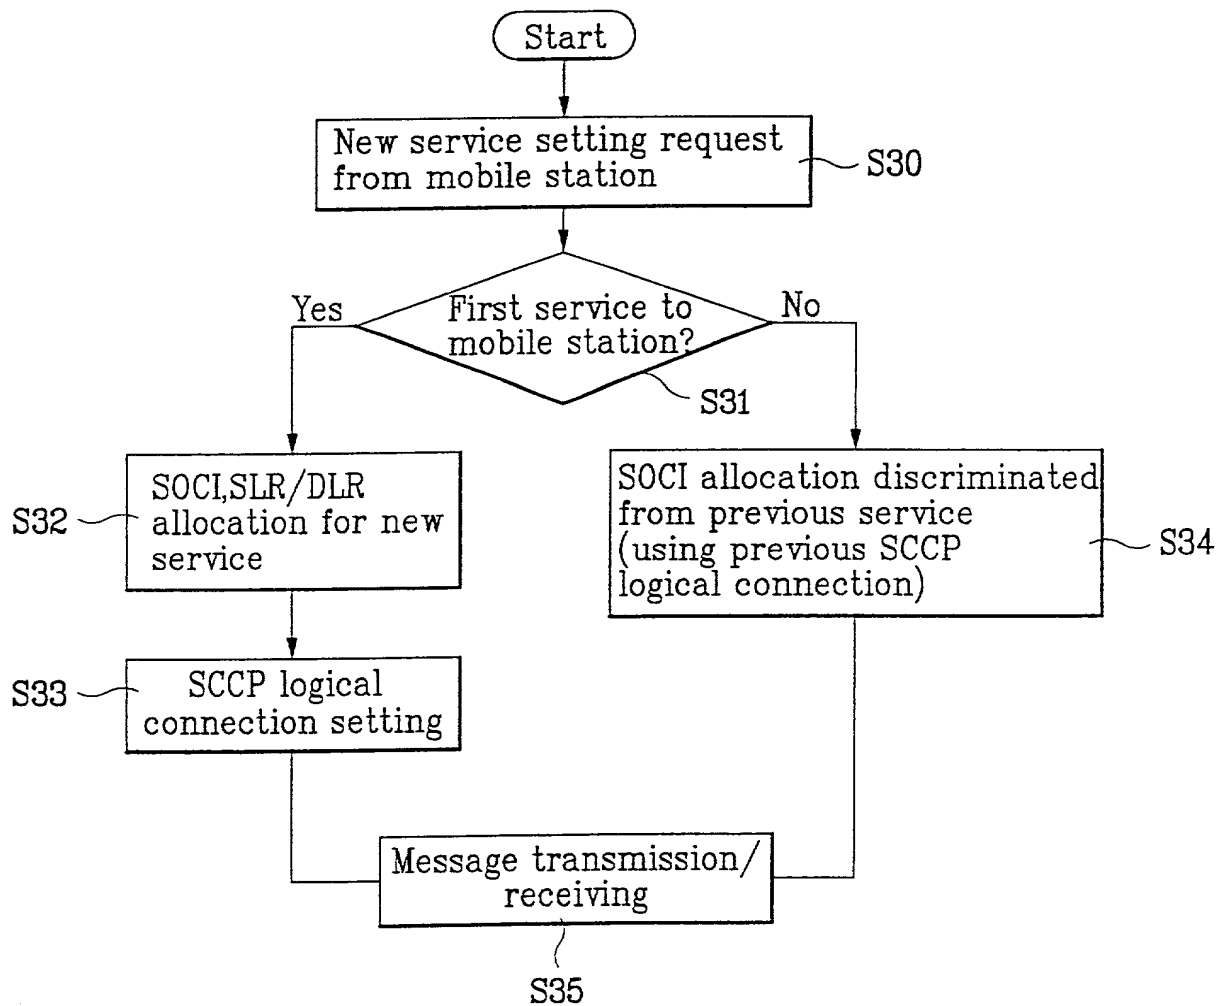 Start
New service setting request
from mobile station
S30
First service to
mobile station?
Yes
No
S31
SOCI,SLR/DLR
allocation for new
service
S32
SOCI allocation discriminated
from previous service
(using previous SCCP
logical connection)
S34
SCCP logical
connection setting
S33
Message transmission/
receiving
S35